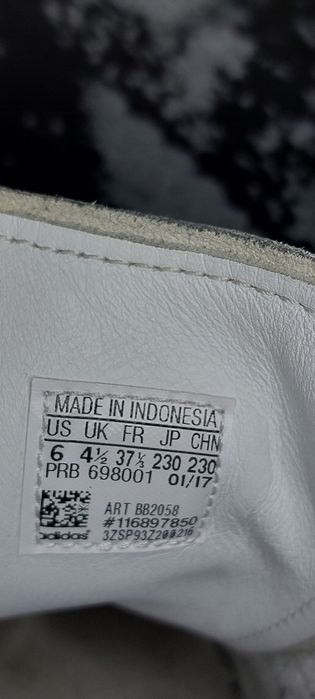 MADE IN INDONESIA
US UK FR JP CHN
6 4½ 37⅓ 230 230
PRB 698001 01/17
ART BB2058
#116897850
adidas 3ZSP93Z200216